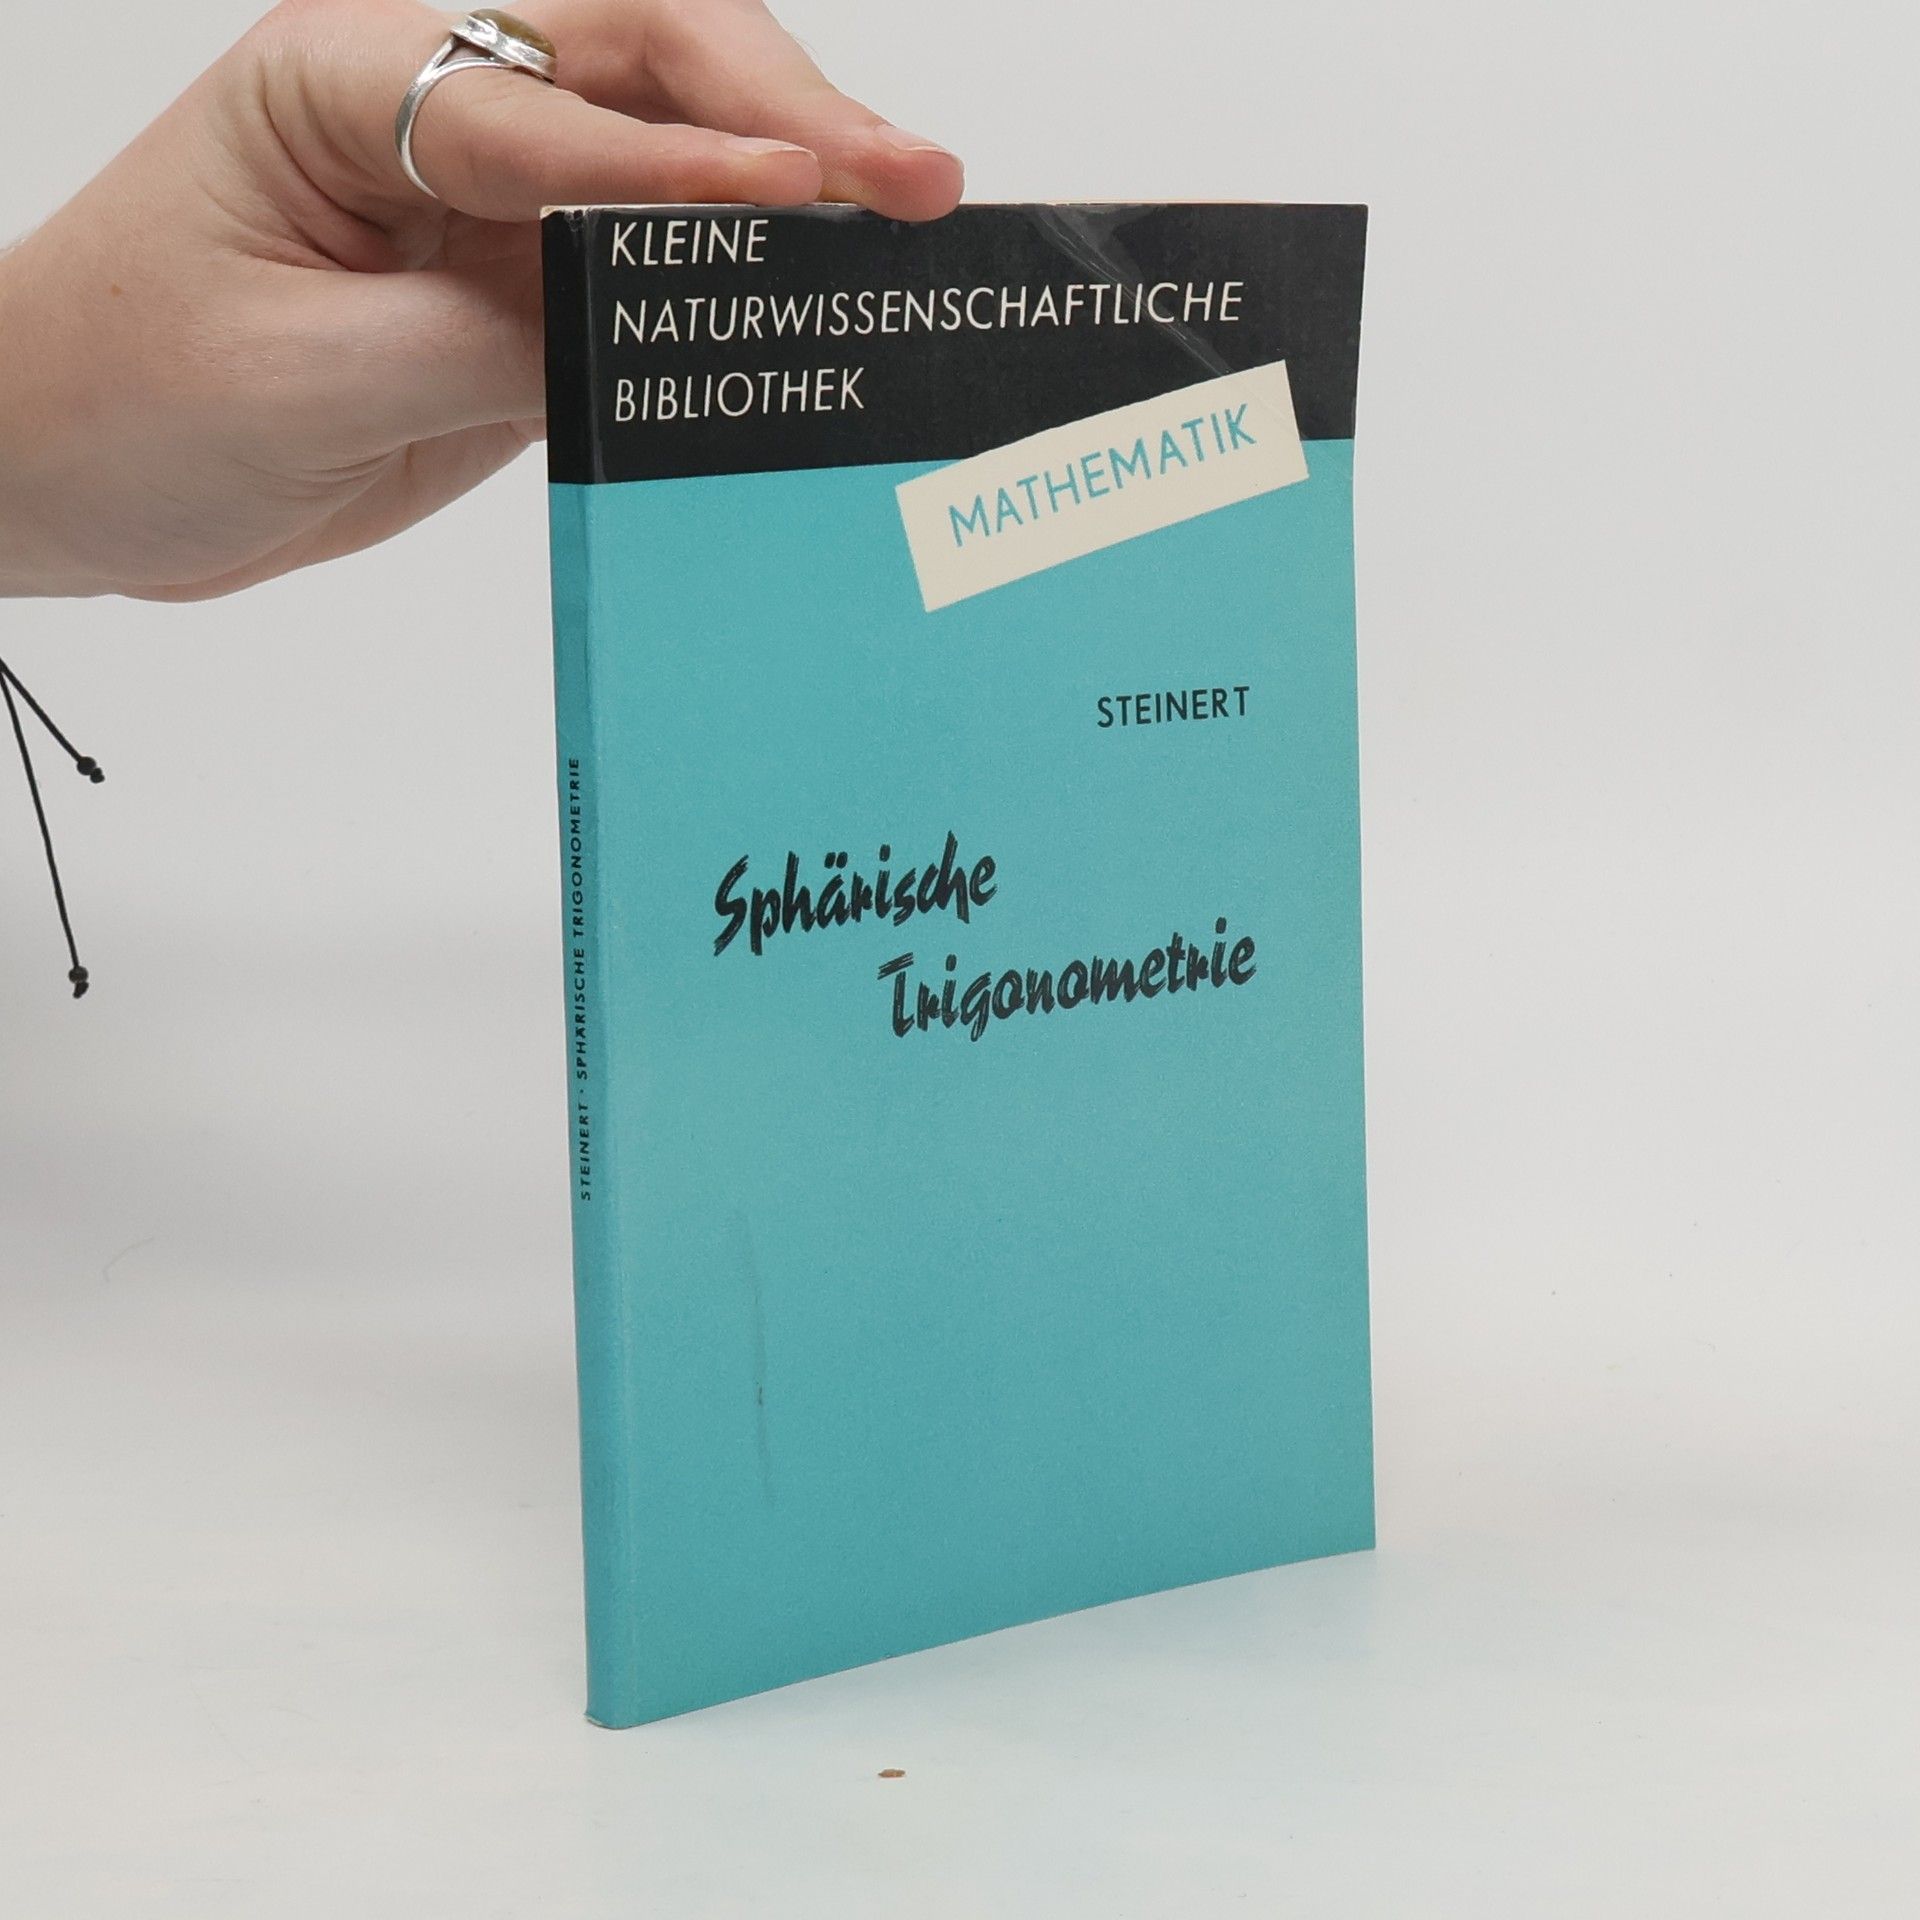 KLEINE
NATURWISSENSCHAFTLICHE
BIBLIOTHEK
MATHEMATIK
STEINERT
Sphärische
Trigonometrie
STEINERT · SPHÄRISCHE TRIGONOMETRIE